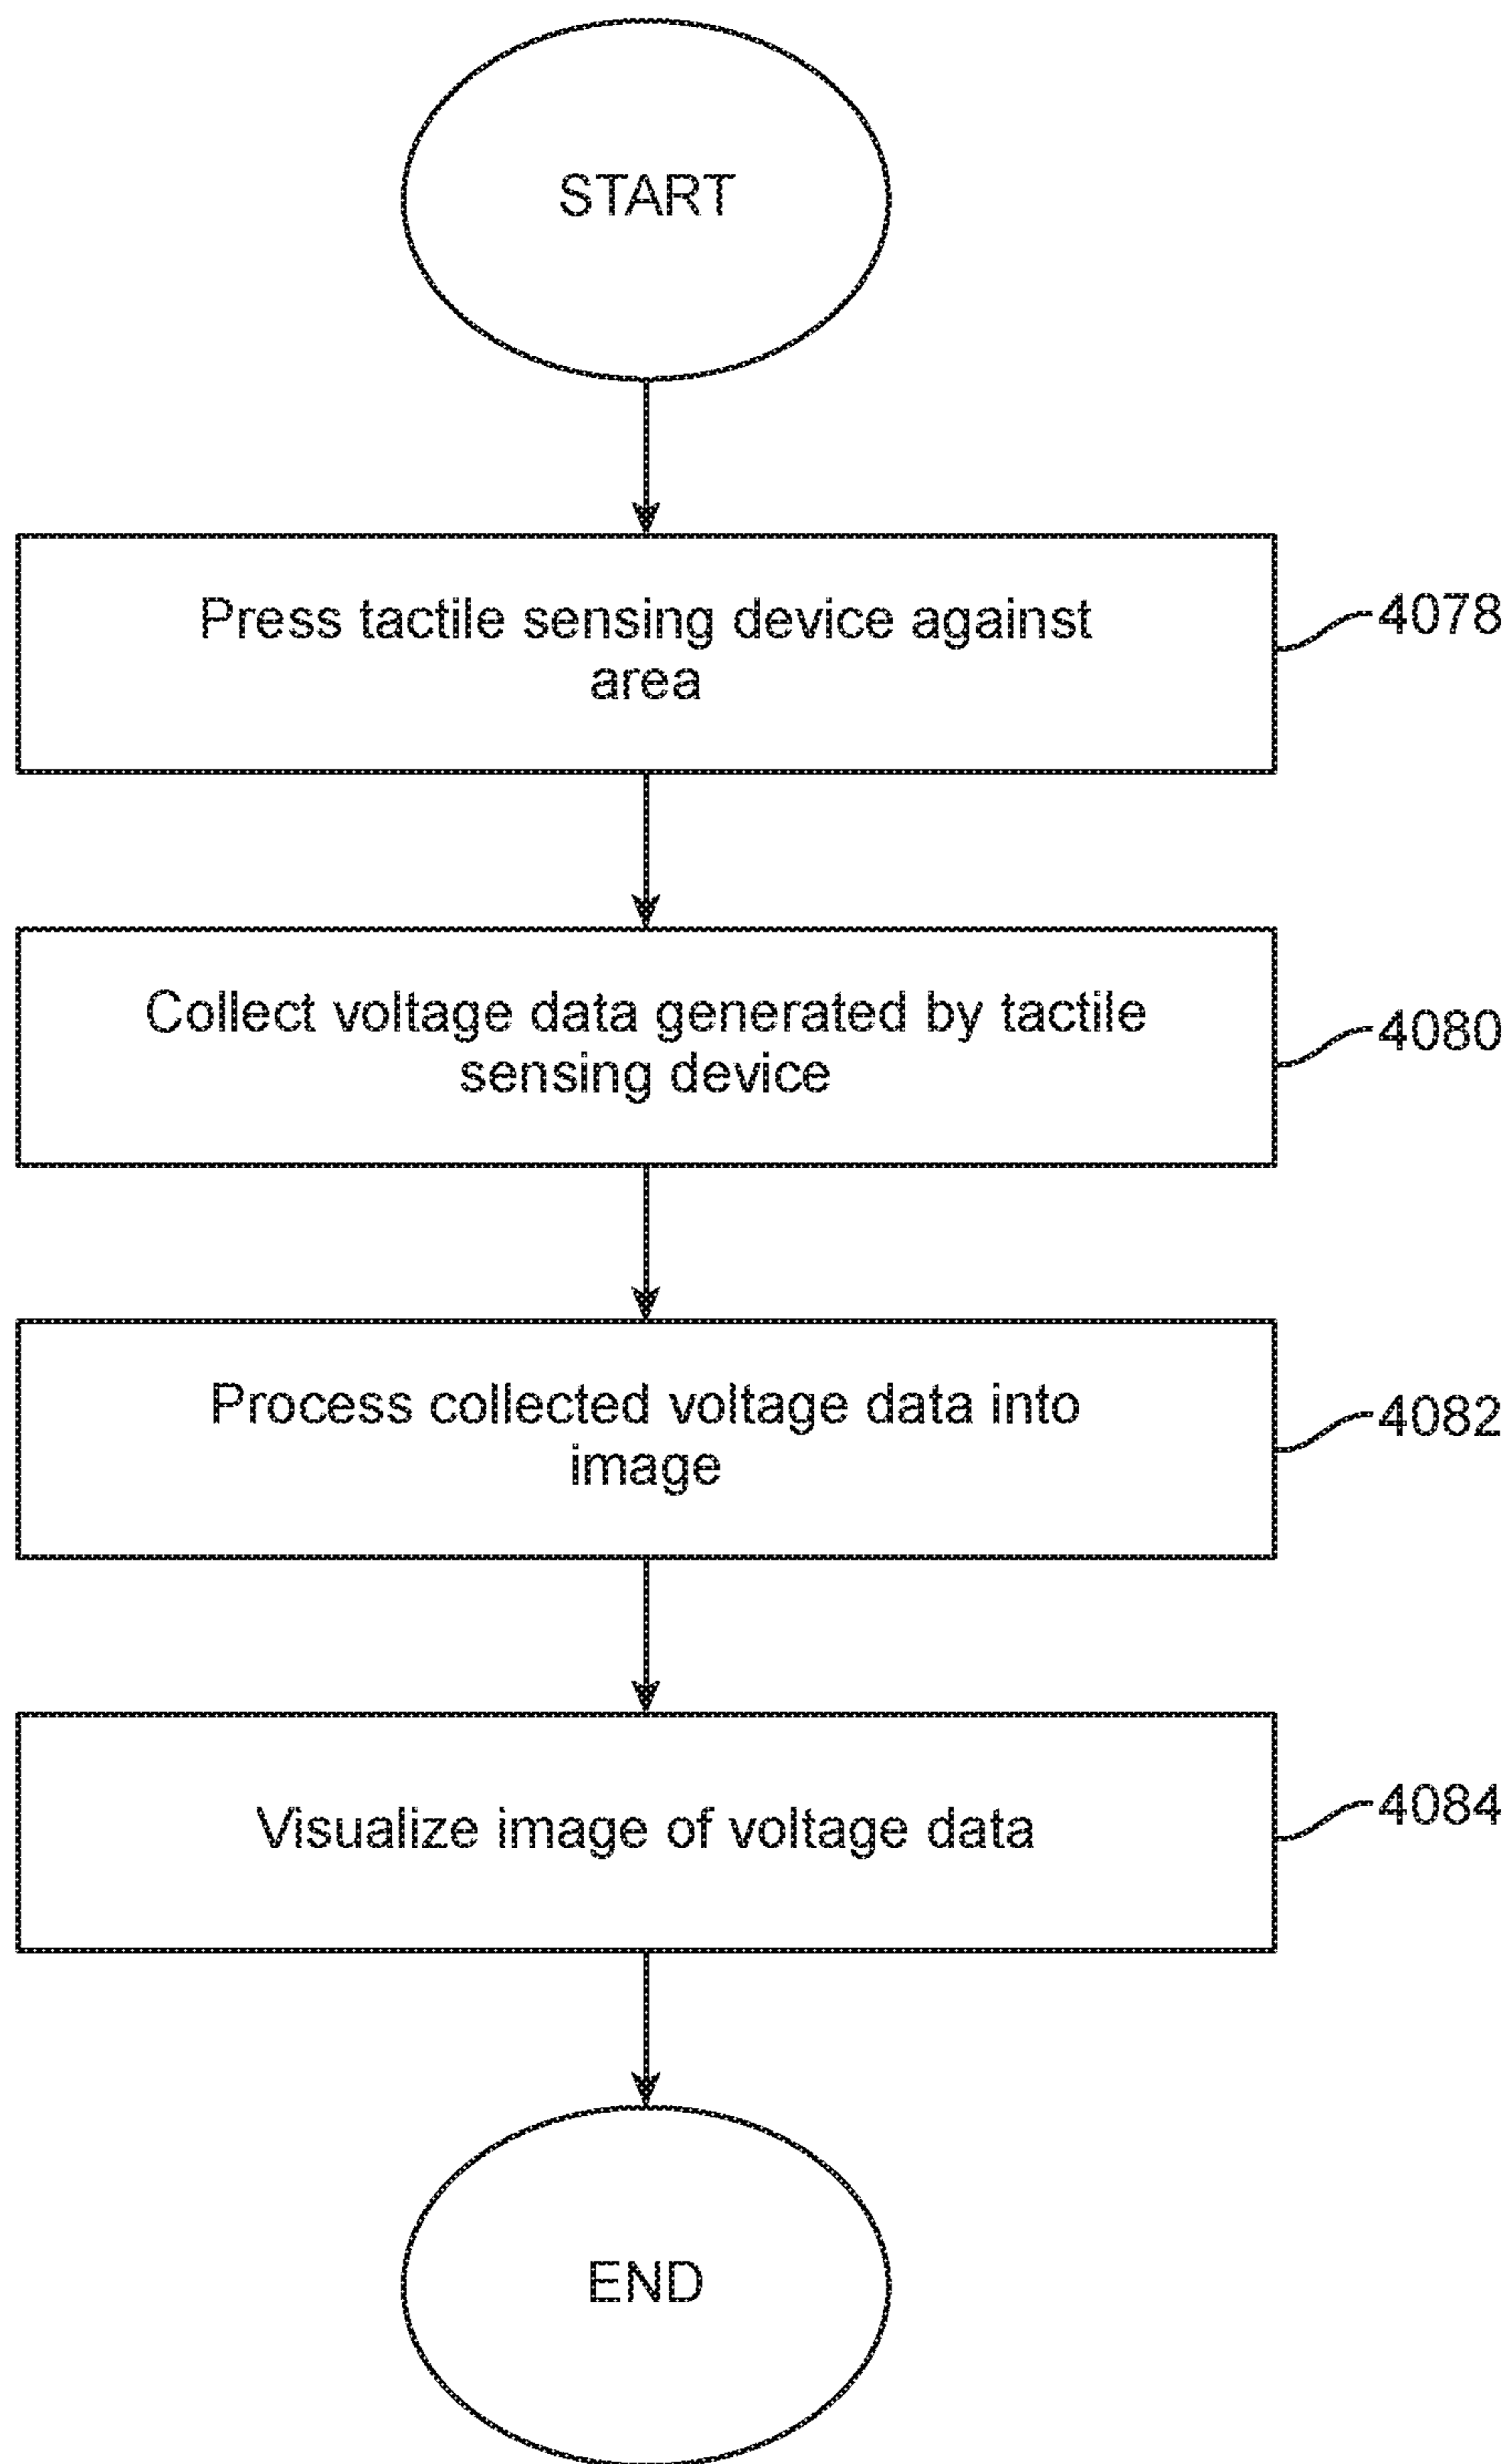 START
Press tactile sensing device against
area
4078
Collect voltage data generated by tactile
sensing device
4080
Process collected voltage data into
image
4082
Visualize image of voltage data
4084
END